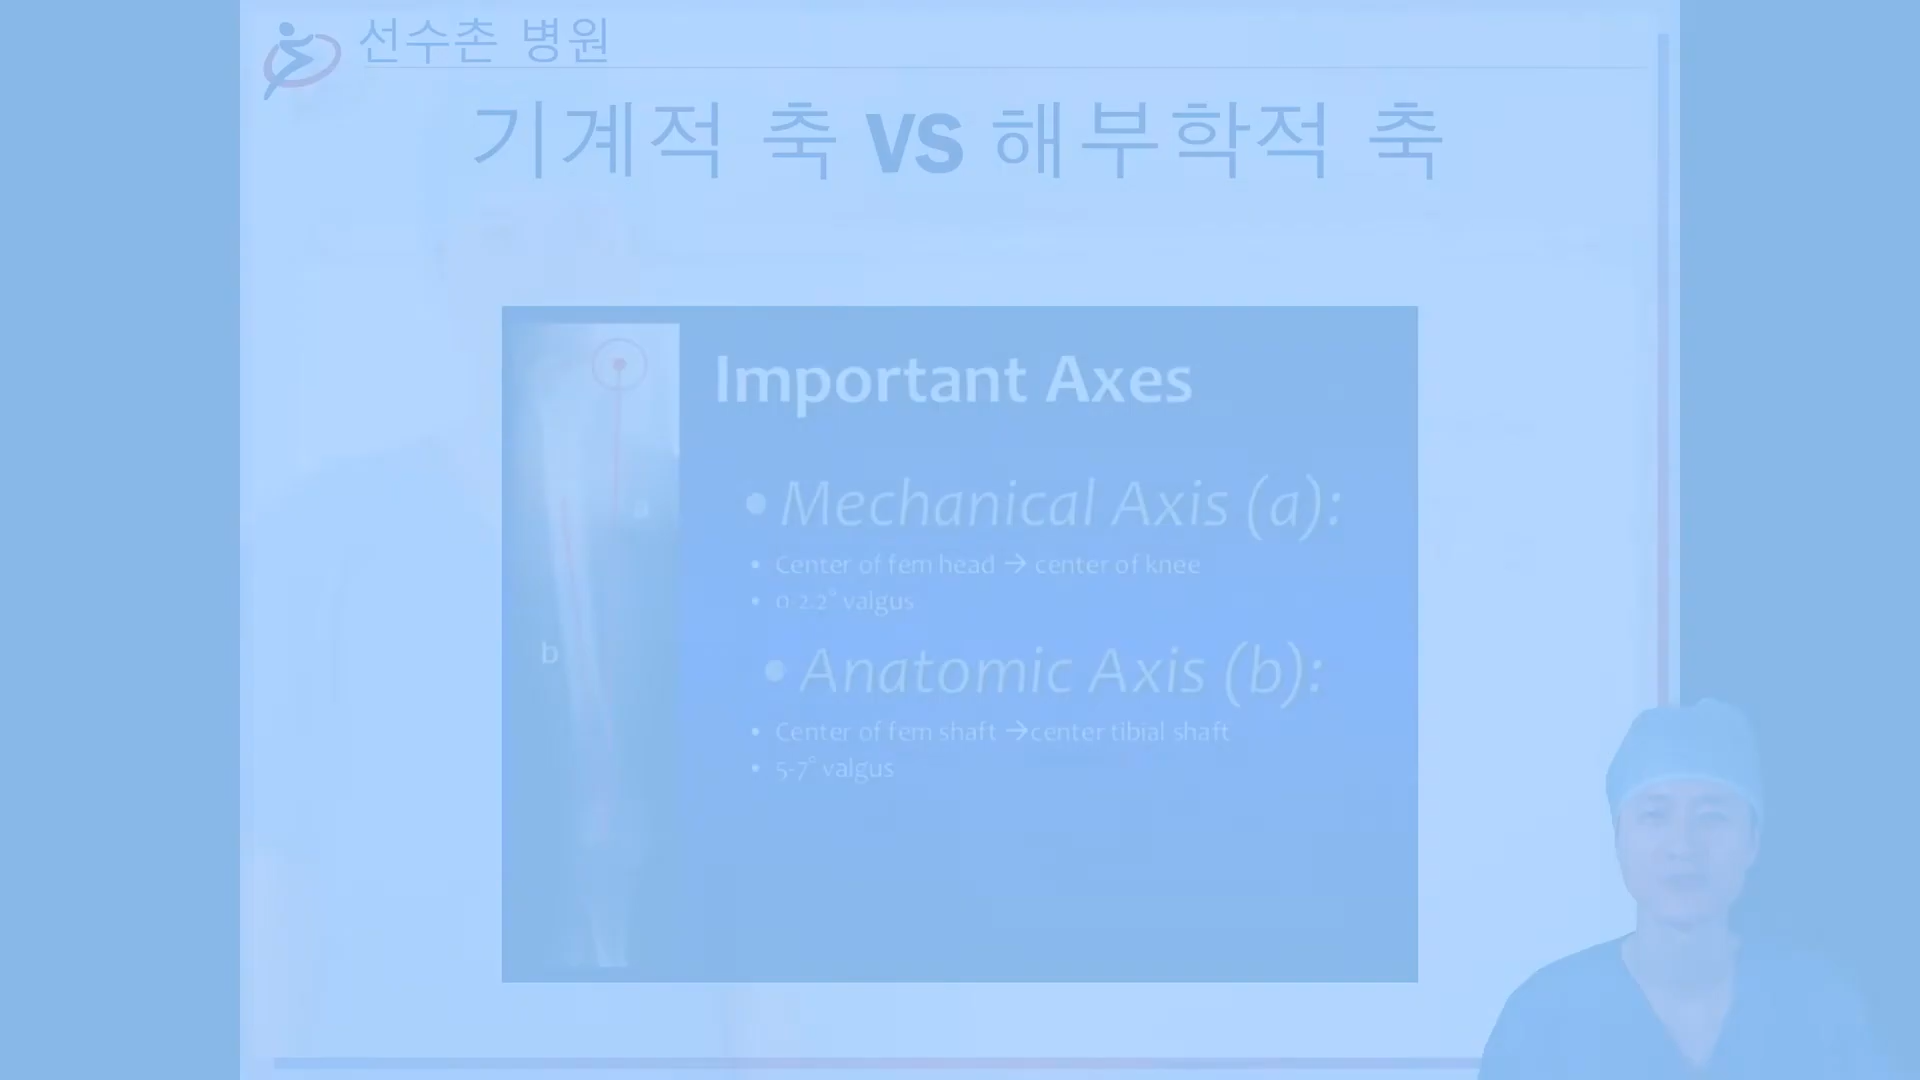 선수촌 병원
기계적 축 VS 해부학적 축
Important Axes
• Mechanical Axis (a):
• Center of fem head → center of knee
• 0-2.2° valgus
a
b
• Anatomic Axis (b):
• Center of fem shaft →center tibial shaft
• 5-7° valgus